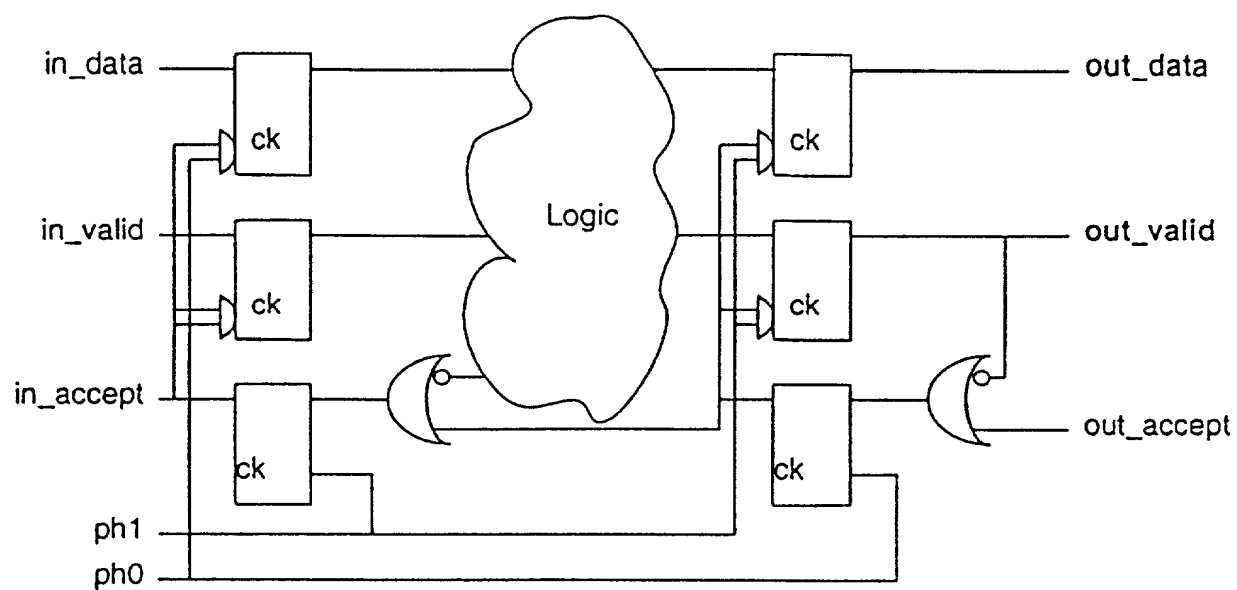 in_data
ck
ck
out_data
Logic
in_valid
ck
ck
out_valid
in_accept
ck
ck
out_accept
ph1
ph0